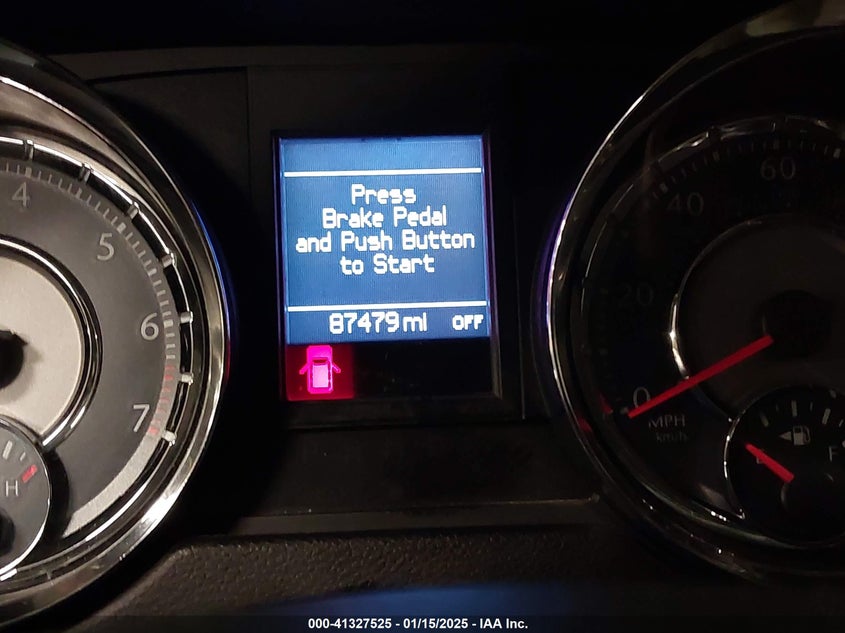 Press
Brake Pedal
and Push Button
to Start
87479 mi OFF
4
5
6
7
H
0
20
40
60
MPH
km/h
F
000-41327525 - 01/15/2025 - IAA Inc.